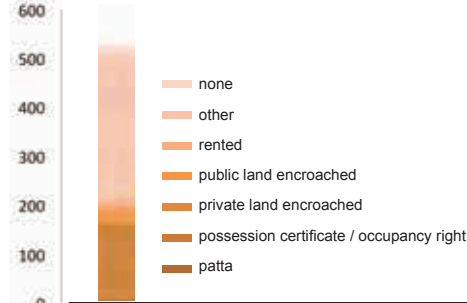 600
500
400
300
200
100
0
none
other
rented
public land encroached
private land encroached
possession certificate / occupancy right
patta